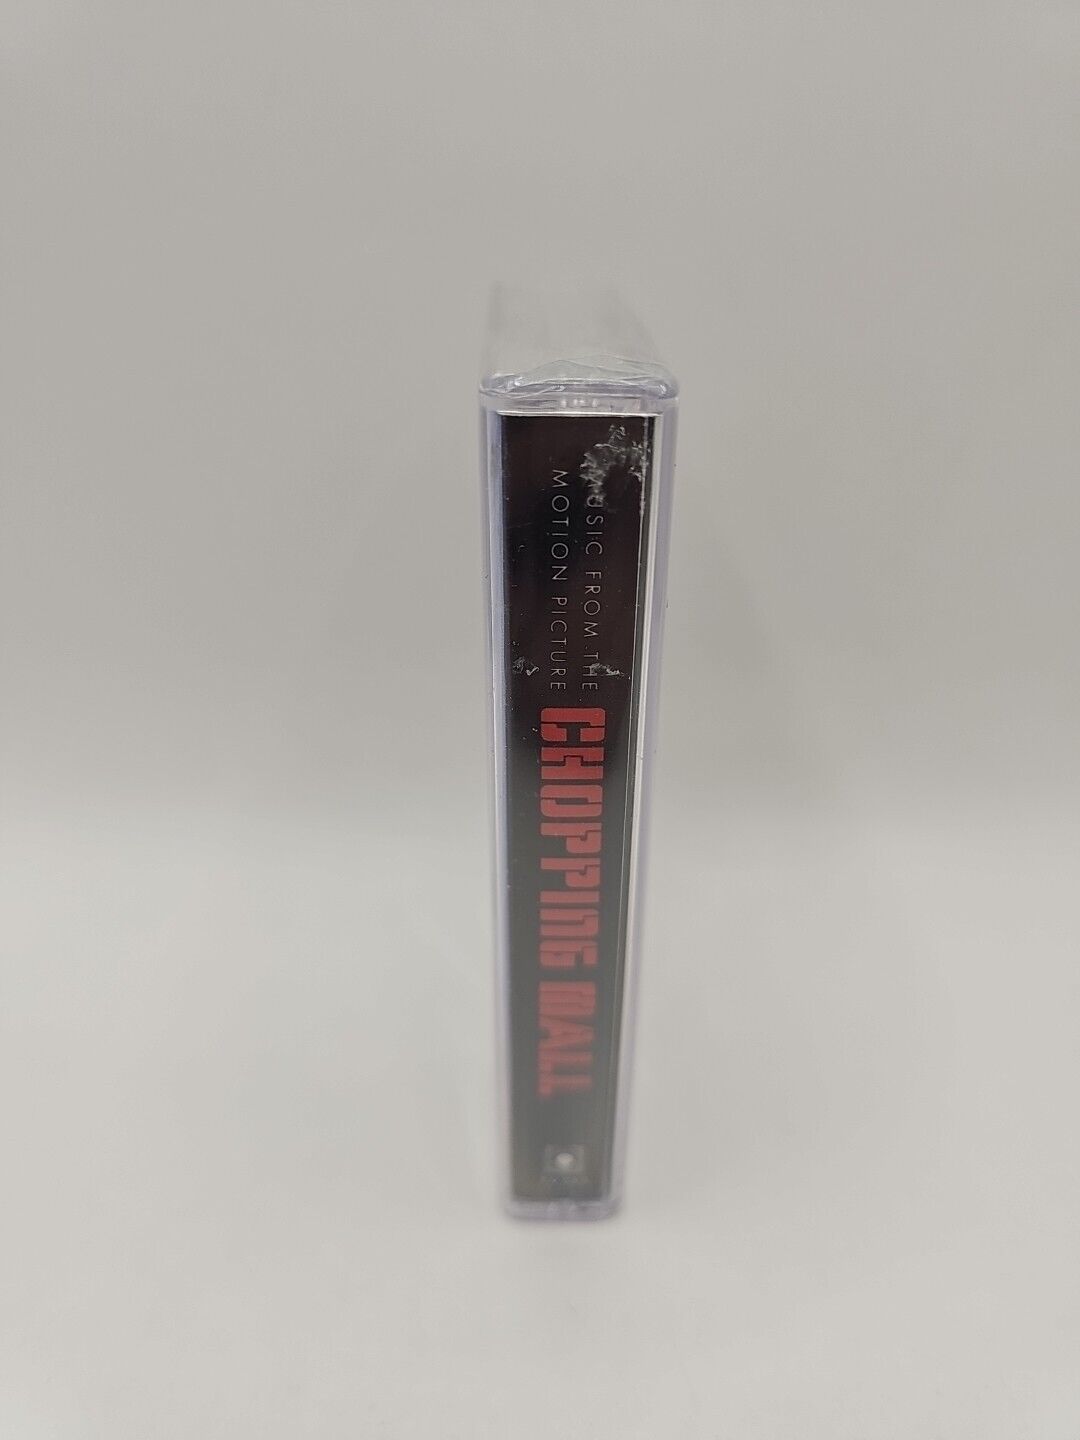 MUSIC FROM THE
MOTION PICTURE
CHOPPING MALL